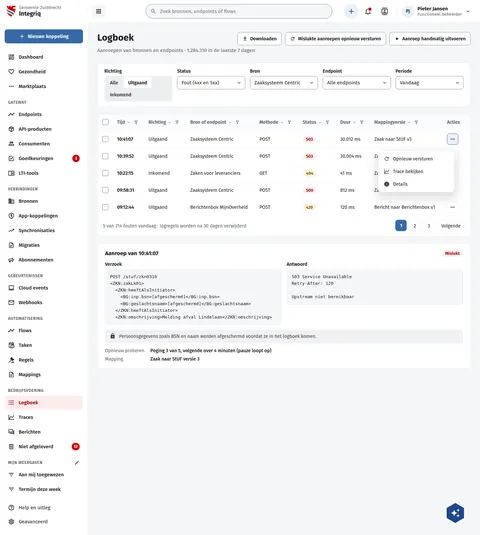 Gemeente Zuiddrecht
Integriq
Zoek bronnen, endpoints of flows
PJ
Pieter Jansen
Functioneel beheerder
+ Nieuwe koppeling
Dashboard
Gezondheid
Marktplaats
GATEWAY
Endpoints
API-producten
Consumenten
Goedkeuringen
LTI-tools
VERBINDINGEN
Bronnen
App-koppelingen
Synchronisaties
Migraties
Abonnementen
GEBEURTENISSEN
Cloud events
Webhooks
AUTOMATISERING
Flows
Taken
Regels
Mappings
BEDRIJFSVOERING
Logboek
Traces
Berichten
Niet afgeleverd
MIJN WEERGAVEN
Aan mij toegewezen
Termijn deze week
Help en uitleg
Geavanceerd
Logboek
Aanroepen van bronnen en endpoints · 1.284.310 in de laatste 7 dagen
Downloaden
Mislukte aanroepen opnieuw versturen
Aanroep handmatig uitvoeren
Richting
Alle
Uitgaand
Inkomend
Status
Fout (4xx en 5xx)
Bron
Zaaksysteem Centric
Endpoint
Alle endpoints
Periode
Vandaag
Tijd Richting Bron of endpoint Methode Status Duur Mappingversie Acties
10:41:07 Uitgaand Zaaksysteem Centric POST 503 30.012 ms Zaak naar StUF v3
10:39:52 Uitgaand Zaaksysteem Centric POST 503 30.004 ms
10:22:15 Inkomend Zaken voor leveranciers GET 404 41 ms
09:58:31 Uitgaand Zaaksysteem Centric POST 500 812 ms
09:12:44 Uitgaand Berichtenbox MijnOverheid POST 429 120 ms Bericht naar Berichtenbox v1
Opnieuw versturen
Trace bekijken
Details
5 van 214 fouten vandaag · logregels worden na 30 dagen verwijderd
1 2 3 Volgende
Aanroep van 10:41:07
Mislukt
Verzoek
POST /stuf/zkn0310
<ZKN:zakLk01>
<ZKN:heeftAlsInitiator>
<BG:inp.bsn>[afgeschermd]</BG:inp.bsn>
<BG:geslachtsnaam>[afgeschermd]</BG:geslachtsnaam>
</ZKN:heeftAlsInitiator>
<ZKN:omschrijving>Melding afval Lindelaan</ZKN:omschrijving>
Antwoord
503 Service Unavailable
Retry-After: 120
Upstream niet bereikbaar
Persoonsgegevens zoals BSN en naam worden afgeschermd voordat ze in het logboek komen.
Opnieuw proberen Poging 3 van 5, volgende over 4 minuten (pauze loopt op)
Mapping Zaak naar StUF versie 3